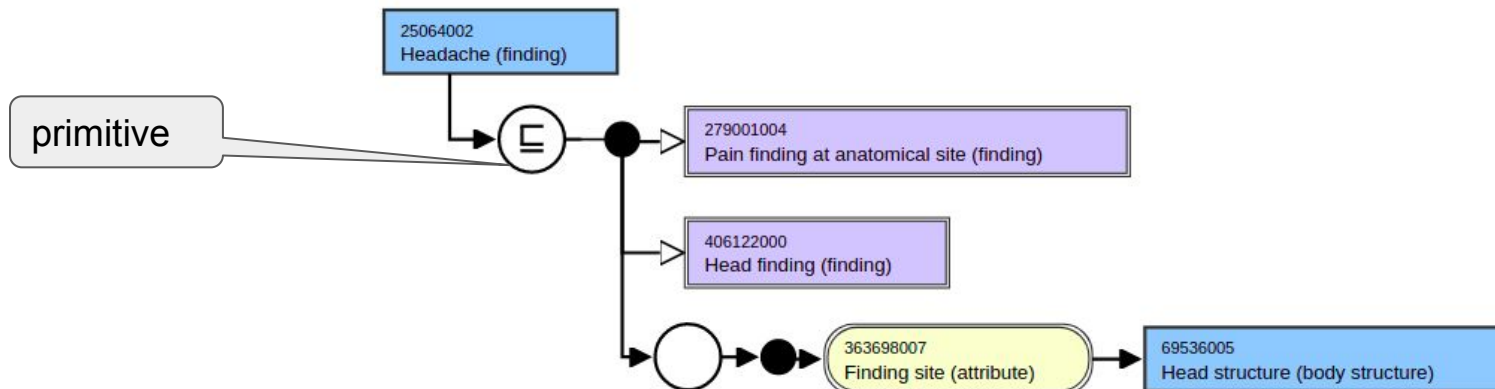 25064002
Headache (finding)
primitive
⊑
279001004
Pain finding at anatomical site (finding)
406122000
Head finding (finding)
363698007
Finding site (attribute)
69536005
Head structure (body structure)